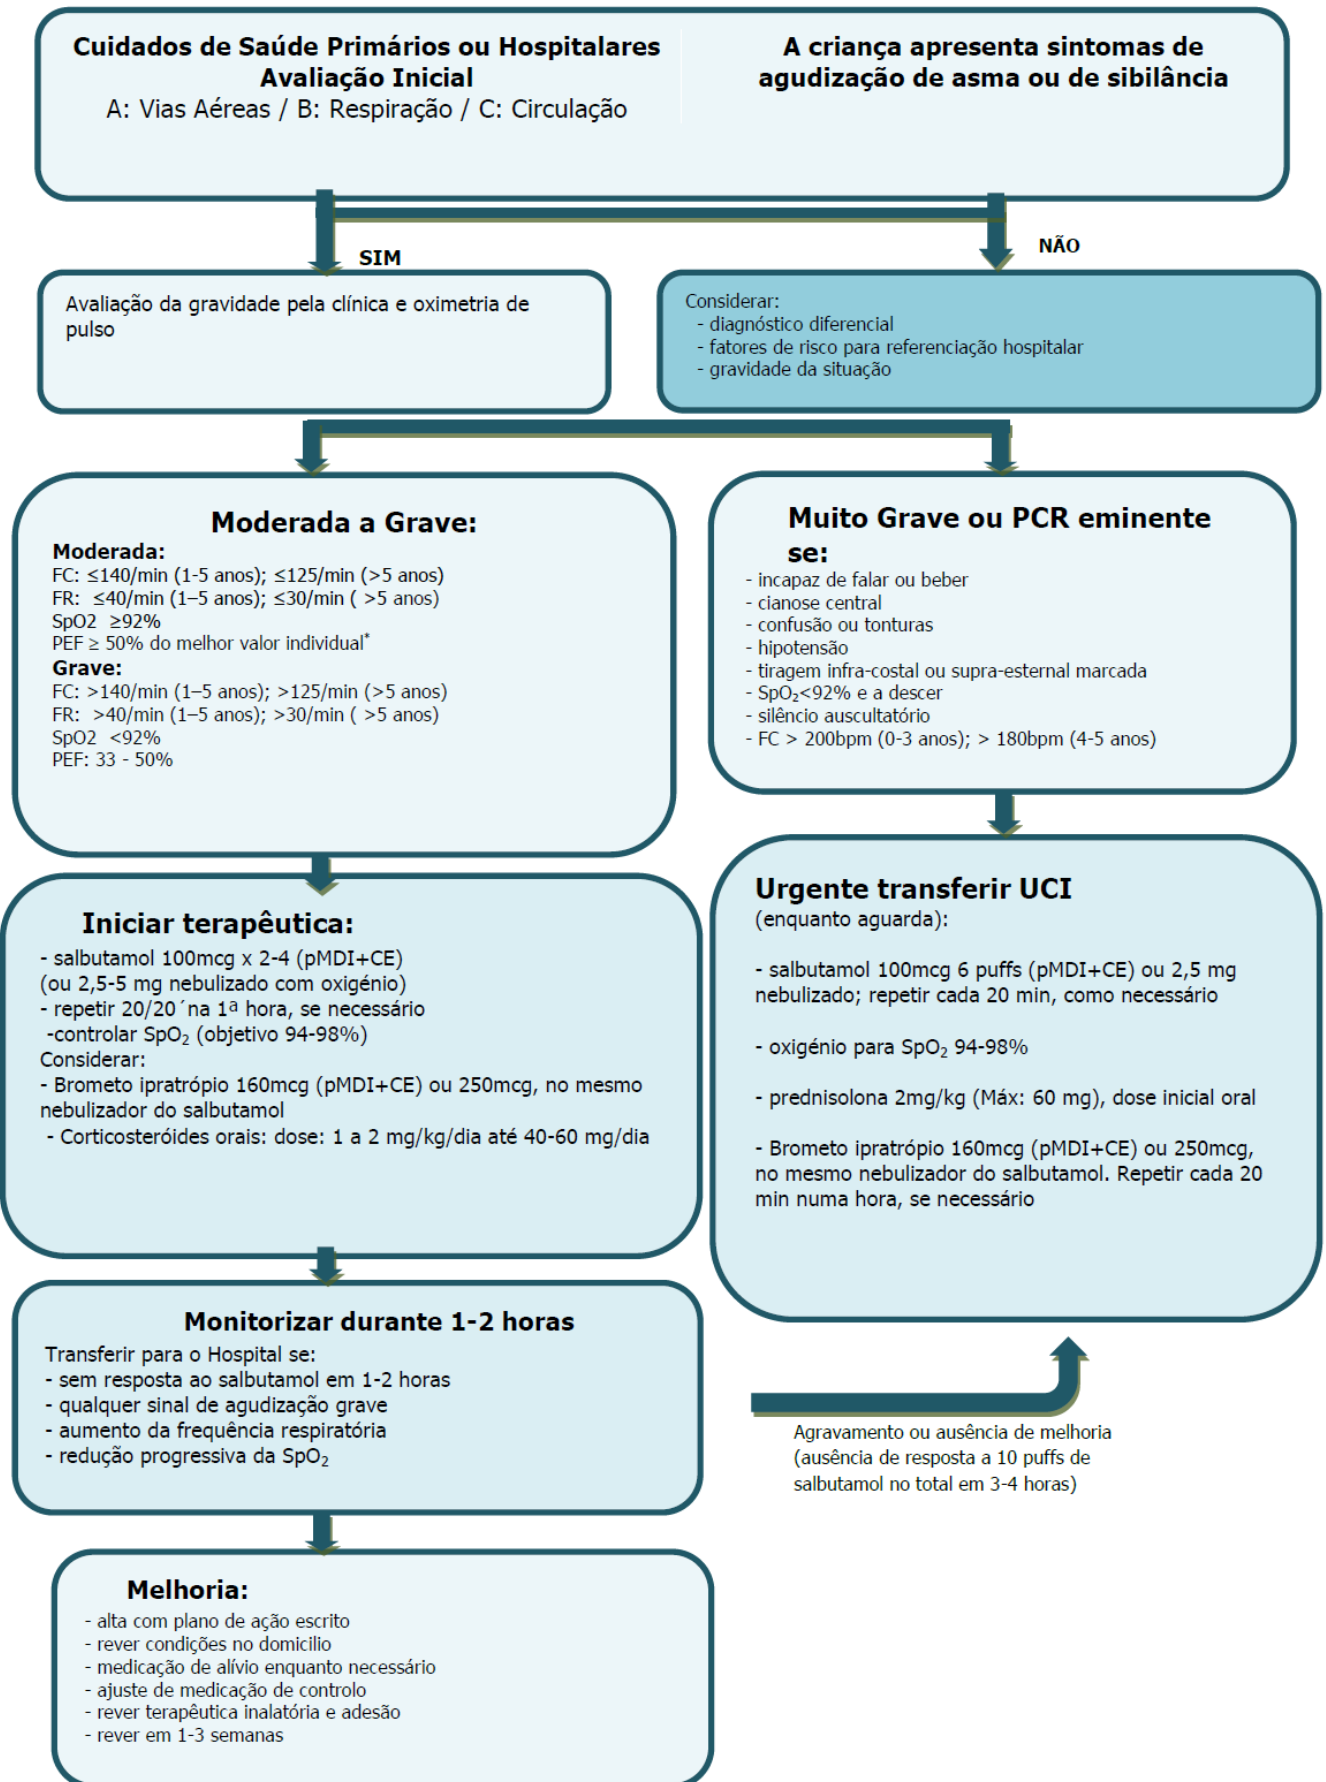 Cuidados de Saúde Primários ou Hospitalares
Avaliação Inicial
A: Vias Aéreas / B: Respiração / C: Circulação
A criança apresenta sintomas de
agudização de asma ou de sibilância
SIM
NÃO
Avaliação da gravidade pela clínica e oximetria de
pulso
Considerar:
- diagnóstico diferencial
- fatores de risco para referenciação hospitalar
- gravidade da situação
Moderada a Grave:
Moderada:
FC: ≤140/min (1-5 anos); ≤125/min (>5 anos)
FR: ≤40/min (1–5 anos); ≤30/min ( >5 anos)
SpO2 ≥92%
PEF ≥ 50% do melhor valor individual*
Grave:
FC: >140/min (1–5 anos); >125/min (>5 anos)
FR: >40/min (1–5 anos); >30/min ( >5 anos)
SpO2 <92%
PEF: 33 - 50%
Muito Grave ou PCR eminente
se:
- incapaz de falar ou beber
- cianose central
- confusão ou tonturas
- hipotensão
- tiragem infra-costal ou supra-esternal marcada
- SpO₂<92% e a descer
- silêncio auscultatório
- FC > 200bpm (0-3 anos); > 180bpm (4-5 anos)
Iniciar terapêutica:
- salbutamol 100mcg x 2-4 (pMDI+CE)
(ou 2,5-5 mg nebulizado com oxigénio)
- repetir 20/20´na 1ª hora, se necessário
-controlar SpO₂ (objetivo 94-98%)
Considerar:
- Brometo ipratrópio 160mcg (pMDI+CE) ou 250mcg, no mesmo
nebulizador do salbutamol
- Corticosteróides orais: dose: 1 a 2 mg/kg/dia até 40-60 mg/dia
Urgente transferir UCI
(enquanto aguarda):
- salbutamol 100mcg 6 puffs (pMDI+CE) ou 2,5 mg
nebulizado; repetir cada 20 min, como necessário
- oxigénio para SpO₂ 94-98%
- prednisolona 2mg/kg (Máx: 60 mg), dose inicial oral
- Brometo ipratrópio 160mcg (pMDI+CE) ou 250mcg,
no mesmo nebulizador do salbutamol. Repetir cada 20
min numa hora, se necessário
Monitorizar durante 1-2 horas
Transferir para o Hospital se:
- sem resposta ao salbutamol em 1-2 horas
- qualquer sinal de agudização grave
- aumento da frequência respiratória
- redução progressiva da SpO₂
Agravamento ou ausência de melhoria
(ausência de resposta a 10 puffs de
salbutamol no total em 3-4 horas)
Melhoria:
- alta com plano de ação escrito
- rever condições no domicilio
- medicação de alívio enquanto necessário
- ajuste de medicação de controlo
- rever terapêutica inalatória e adesão
- rever em 1-3 semanas